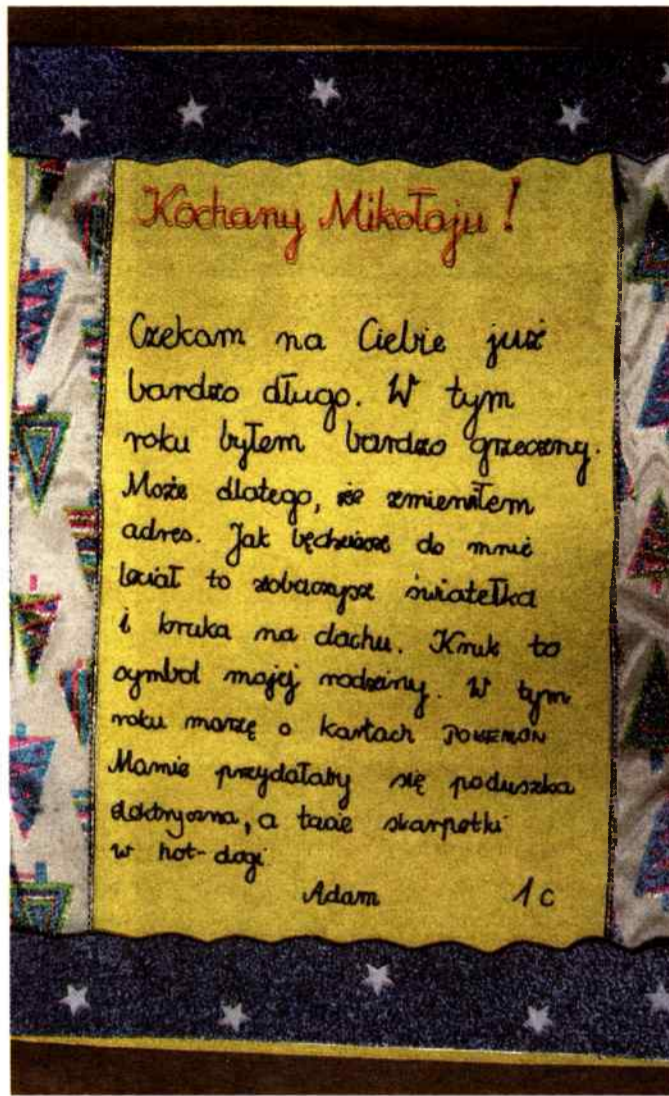 Kochany Mikołaju!
Czekam na Ciebie już
bardzo długo. W tym
roku byłem bardzo grzeczny.
Może dlatego, że zmieniłem
adres. Jak będziesz do mnie
leciał to zobaczysz światełka
i kruka na dachu. Kruk to
symbol mojej rodziny. W tym
roku marzę o kartach POKEMON
Mamie przydałaby się poduszka
elektryczna, a tacie skarpetki
w hot-dogi
Adam 1c